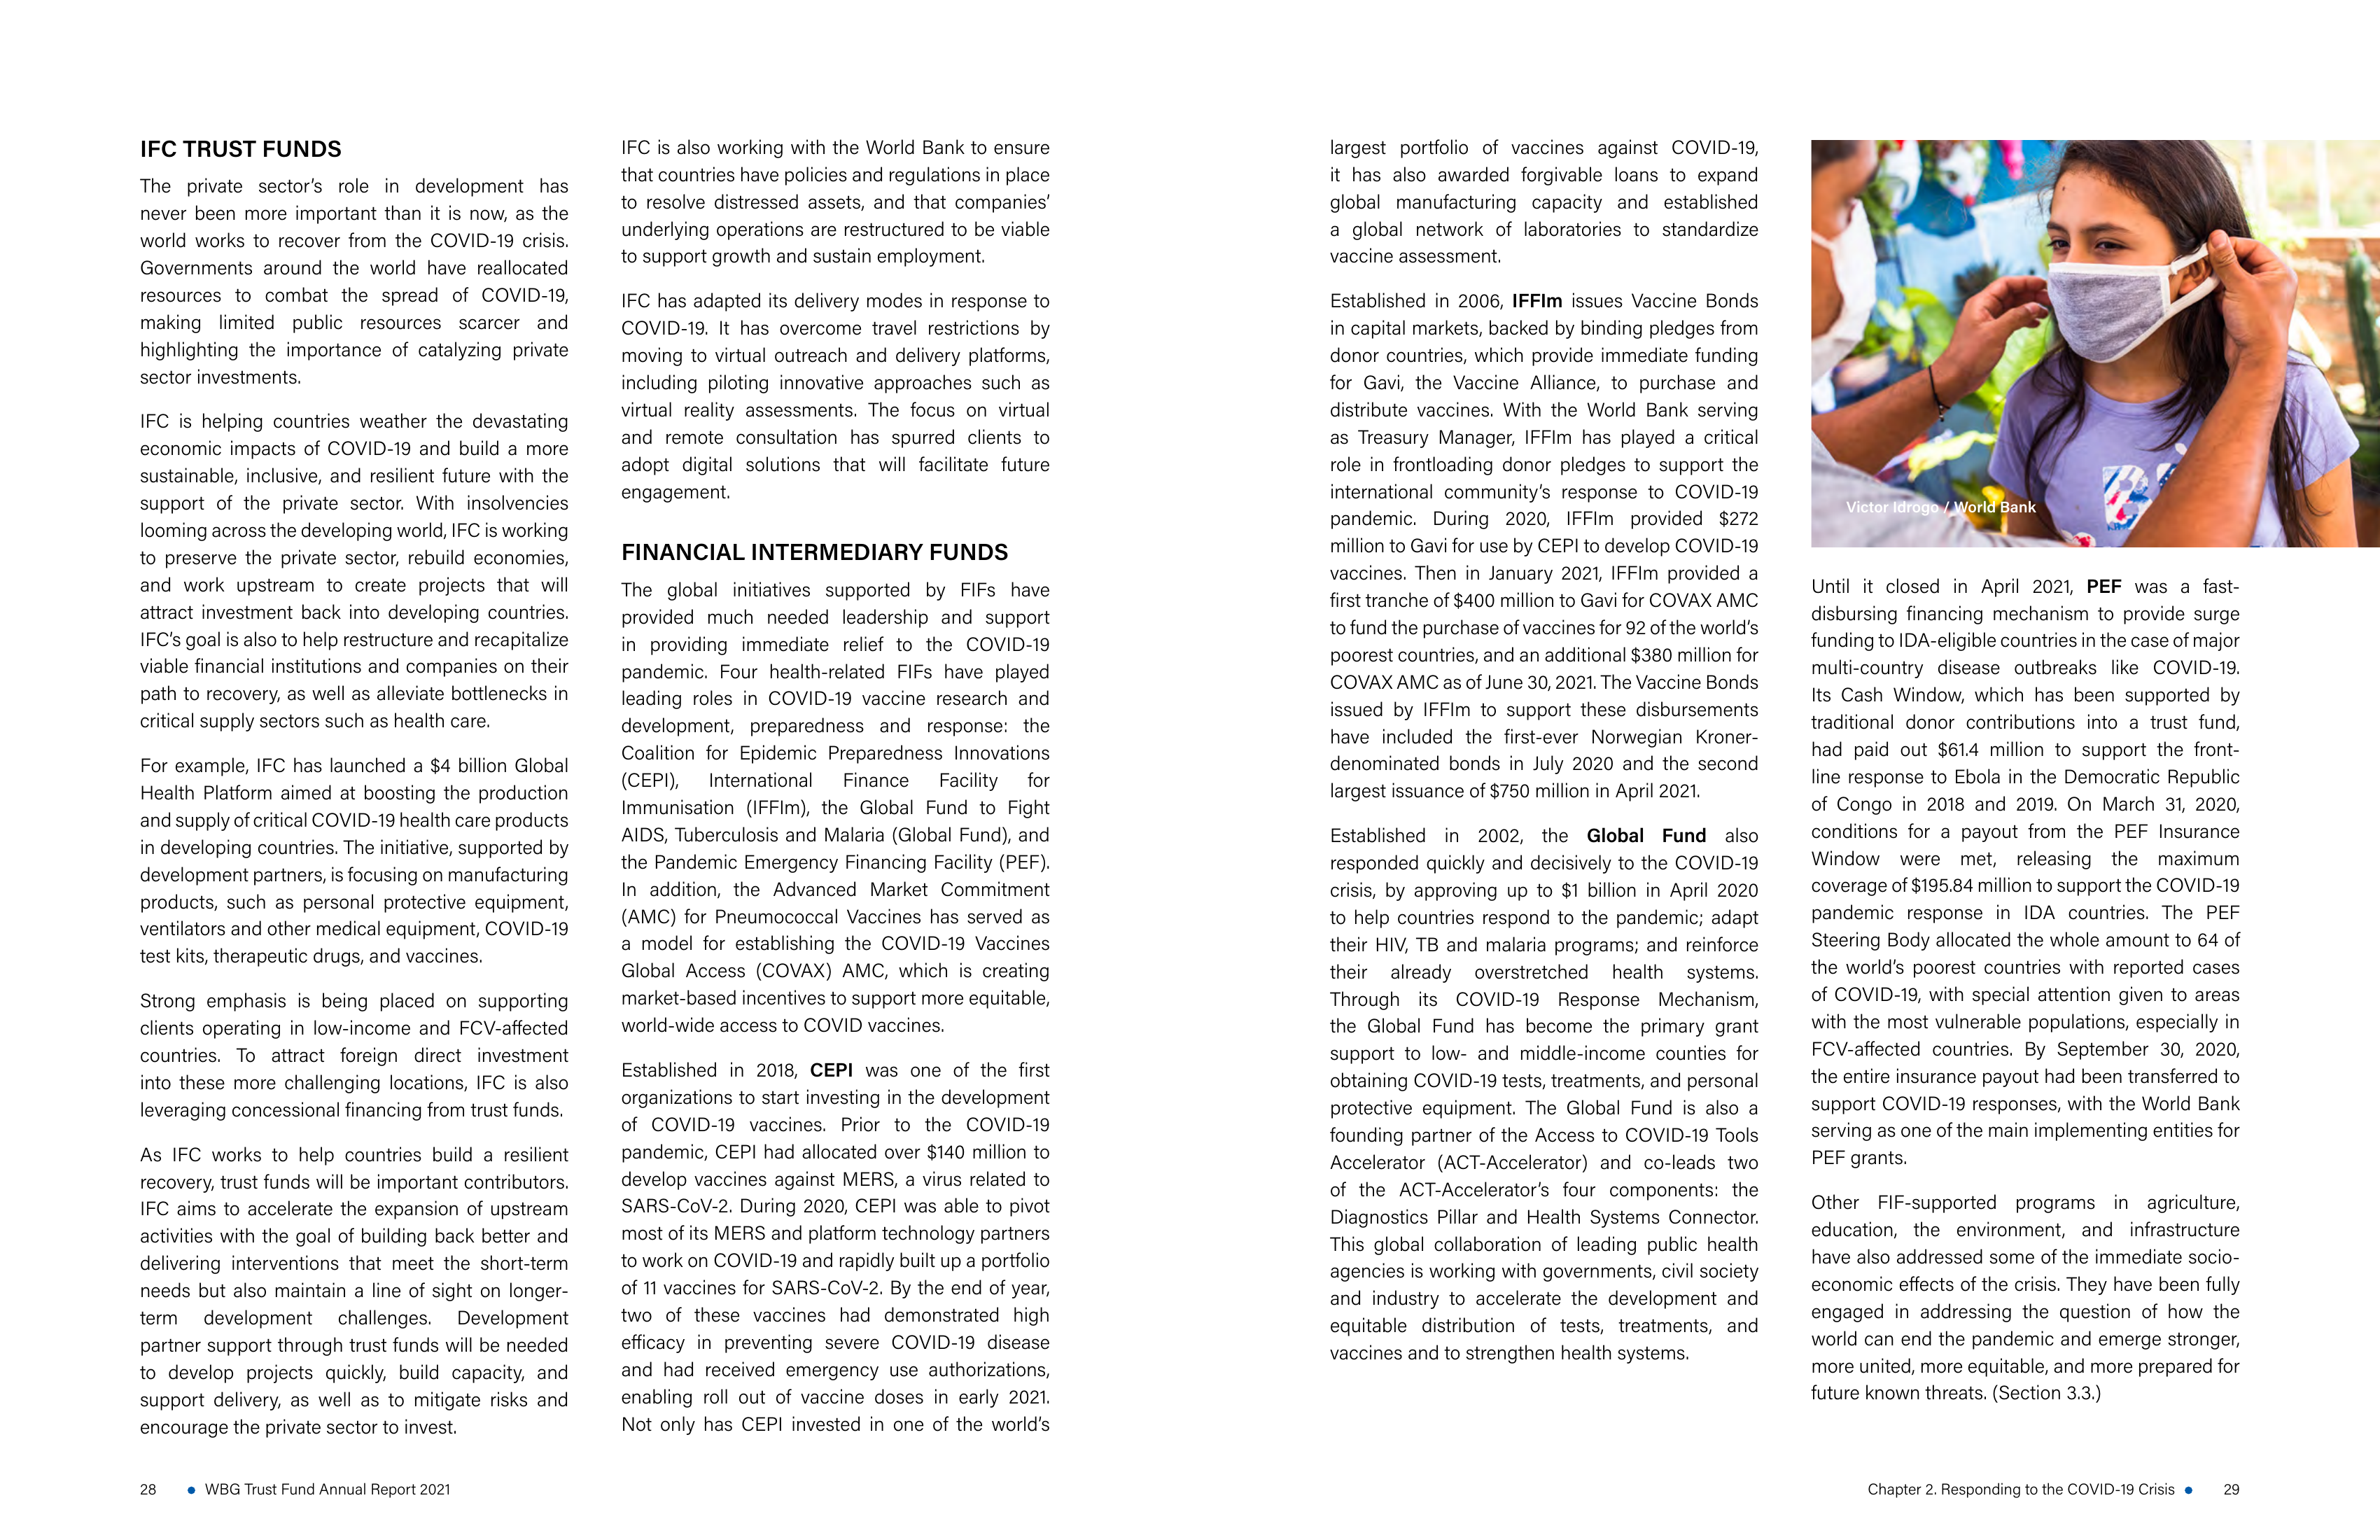 IFC TRUST FUNDS
The private sector’s role in development has
never been more important than it is now, as the
world works to recover from the COVID-19 crisis.
Governments around the world have reallocated
resources to combat the spread of COVID-19,
making limited public resources scarcer and
highlighting the importance of catalyzing private
sector investments.
IFC is helping countries weather the devastating
economic impacts of COVID-19 and build a more
sustainable, inclusive, and resilient future with the
support of the private sector. With insolvencies
looming across the developing world, IFC is working
to preserve the private sector, rebuild economies,
and work upstream to create projects that will
attract investment back into developing countries.
IFC’s goal is also to help restructure and recapitalize
viable financial institutions and companies on their
path to recovery, as well as alleviate bottlenecks in
critical supply sectors such as health care.
For example, IFC has launched a $4 billion Global
Health Platform aimed at boosting the production
and supply of critical COVID-19 health care products
in developing countries. The initiative, supported by
development partners, is focusing on manufacturing
products, such as personal protective equipment,
ventilators and other medical equipment, COVID-19
test kits, therapeutic drugs, and vaccines.
Strong emphasis is being placed on supporting
clients operating in low-income and FCV-affected
countries. To attract foreign direct investment
into these more challenging locations, IFC is also
leveraging concessional financing from trust funds.
As IFC works to help countries build a resilient
recovery, trust funds will be important contributors.
IFC aims to accelerate the expansion of upstream
activities with the goal of building back better and
delivering interventions that meet the short-term
needs but also maintain a line of sight on longer-
term development challenges. Development
partner support through trust funds will be needed
to develop projects quickly, build capacity, and
support delivery, as well as to mitigate risks and
encourage the private sector to invest.
IFC is also working with the World Bank to ensure
that countries have policies and regulations in place
to resolve distressed assets, and that companies’
underlying operations are restructured to be viable
to support growth and sustain employment.
IFC has adapted its delivery modes in response to
COVID-19. It has overcome travel restrictions by
moving to virtual outreach and delivery platforms,
including piloting innovative approaches such as
virtual reality assessments. The focus on virtual
and remote consultation has spurred clients to
adopt digital solutions that will facilitate future
engagement.
FINANCIAL INTERMEDIARY FUNDS
The global initiatives supported by FIFs have
provided much needed leadership and support
in providing immediate relief to the COVID-19
pandemic. Four health-related FIFs have played
leading roles in COVID-19 vaccine research and
development, preparedness and response: the
Coalition for Epidemic Preparedness Innovations
(CEPI), International Finance Facility for
Immunisation (IFFIm), the Global Fund to Fight
AIDS, Tuberculosis and Malaria (Global Fund), and
the Pandemic Emergency Financing Facility (PEF).
In addition, the Advanced Market Commitment
(AMC) for Pneumococcal Vaccines has served as
a model for establishing the COVID-19 Vaccines
Global Access (COVAX) AMC, which is creating
market-based incentives to support more equitable,
world-wide access to COVID vaccines.
Established in 2018, CEPI was one of the first
organizations to start investing in the development
of COVID-19 vaccines. Prior to the COVID-19
pandemic, CEPI had allocated over $140 million to
develop vaccines against MERS, a virus related to
SARS-CoV-2. During 2020, CEPI was able to pivot
most of its MERS and platform technology partners
to work on COVID-19 and rapidly built up a portfolio
of 11 vaccines for SARS-CoV-2. By the end of year,
two of these vaccines had demonstrated high
efficacy in preventing severe COVID-19 disease
and had received emergency use authorizations,
enabling roll out of vaccine doses in early 2021.
Not only has CEPI invested in one of the world’s
largest portfolio of vaccines against COVID-19,
it has also awarded forgivable loans to expand
global manufacturing capacity and established
a global network of laboratories to standardize
vaccine assessment.
Established in 2006, IFFIm issues Vaccine Bonds
in capital markets, backed by binding pledges from
donor countries, which provide immediate funding
for Gavi, the Vaccine Alliance, to purchase and
distribute vaccines. With the World Bank serving
as Treasury Manager, IFFIm has played a critical
role in frontloading donor pledges to support the
international community’s response to COVID-19
pandemic. During 2020, IFFIm provided $272
million to Gavi for use by CEPI to develop COVID-19
vaccines. Then in January 2021, IFFIm provided a
first tranche of $400 million to Gavi for COVAX AMC
to fund the purchase of vaccines for 92 of the world’s
poorest countries, and an additional $380 million for
COVAX AMC as of June 30, 2021. The Vaccine Bonds
issued by IFFIm to support these disbursements
have included the first-ever Norwegian Kroner-
denominated bonds in July 2020 and the second
largest issuance of $750 million in April 2021.
Established in 2002, the Global Fund also
responded quickly and decisively to the COVID-19
crisis, by approving up to $1 billion in April 2020
to help countries respond to the pandemic; adapt
their HIV, TB and malaria programs; and reinforce
their already overstretched health systems.
Through its COVID-19 Response Mechanism,
the Global Fund has become the primary grant
support to low- and middle-income counties for
obtaining COVID-19 tests, treatments, and personal
protective equipment. The Global Fund is also a
founding partner of the Access to COVID-19 Tools
Accelerator (ACT-Accelerator) and co-leads two
of the ACT-Accelerator’s four components: the
Diagnostics Pillar and Health Systems Connector.
This global collaboration of leading public health
agencies is working with governments, civil society
and industry to accelerate the development and
equitable distribution of tests, treatments, and
vaccines and to strengthen health systems.
Victor Idrogo / World Bank
Until it closed in April 2021, PEF was a fast-
disbursing financing mechanism to provide surge
funding to IDA-eligible countries in the case of major
multi-country disease outbreaks like COVID-19.
Its Cash Window, which has been supported by
traditional donor contributions into a trust fund,
had paid out $61.4 million to support the front-
line response to Ebola in the Democratic Republic
of Congo in 2018 and 2019. On March 31, 2020,
conditions for a payout from the PEF Insurance
Window were met, releasing the maximum
coverage of $195.84 million to support the COVID-19
pandemic response in IDA countries. The PEF
Steering Body allocated the whole amount to 64 of
the world’s poorest countries with reported cases
of COVID-19, with special attention given to areas
with the most vulnerable populations, especially in
FCV-affected countries. By September 30, 2020,
the entire insurance payout had been transferred to
support COVID-19 responses, with the World Bank
serving as one of the main implementing entities for
PEF grants.
Other FIF-supported programs in agriculture,
education, the environment, and infrastructure
have also addressed some of the immediate socio-
economic effects of the crisis. They have been fully
engaged in addressing the question of how the
world can end the pandemic and emerge stronger,
more united, more equitable, and more prepared for
future known threats. (Section 3.3.)
28 • WBG Trust Fund Annual Report 2021
Chapter 2. Responding to the COVID-19 Crisis • 29